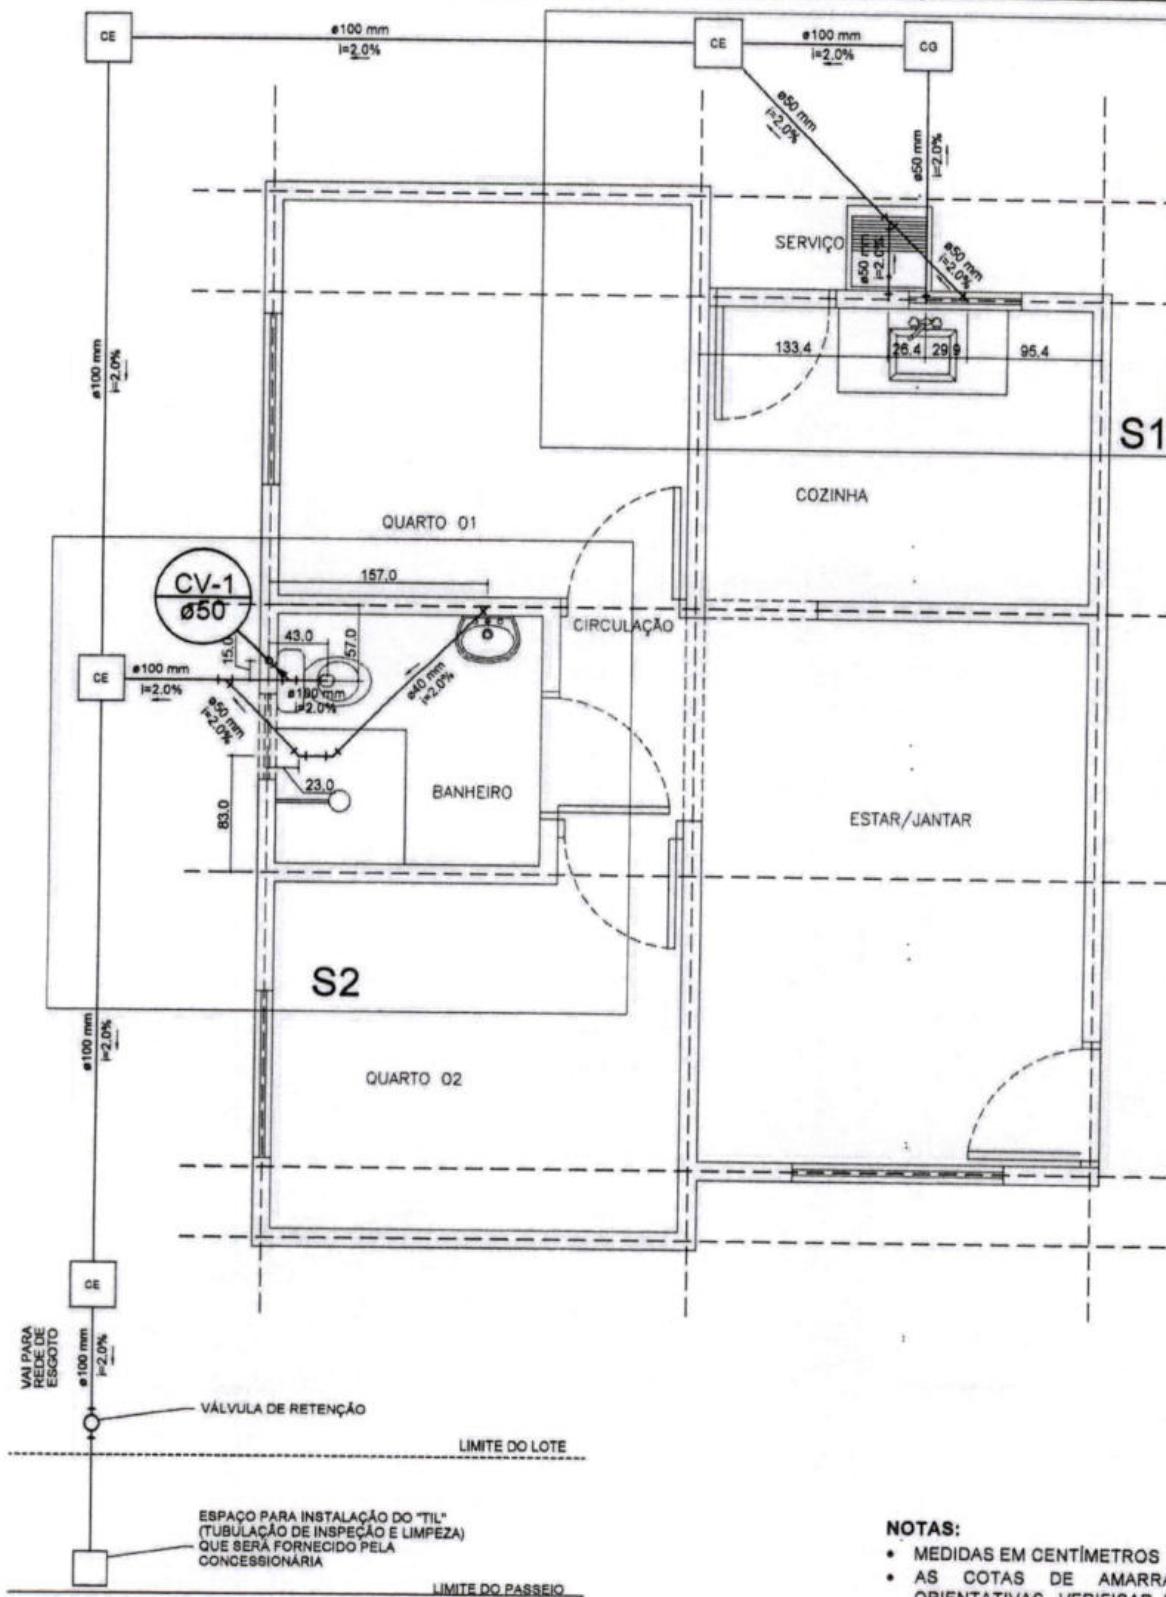 CE
ø100 mm
i=2.0%
CE
ø100 mm
i=2.0%
CG
ø50 mm
i=2.0%
ø50 mm
i=2.0%
SERVIÇO
ø50 mm
i=2.0%
ø50 mm
i=2.0%
ø100 mm
i=2.0%
133,4
26,4
29,9
95,4
S1
COZINHA
QUARTO 01
157,0
CV-1
ø50
CIRCULAÇÃO
15,0
43,0
57,0
CE
ø100 mm
i=2.0%
ø100 mm
i=2.0%
ø40 mm
i=2.0%
ø50 mm
i=2.0%
23,0
83,0
BANHEIRO
ESTAR/JANTAR
S2
ø100 mm
i=2.0%
QUARTO 02
CE
VAI PARA
REDE DE
ESGOTO
ø100 mm
i=2.0%
VÁLVULA DE RETENÇÃO
LIMITE DO LOTE
ESPAÇO PARA INSTALAÇÃO DO "TIL"
(TUBULAÇÃO DE INSPEÇÃO E LIMPEZA)
QUE SERÁ FORNECIDO PELA
CONCESSIONÁRIA
LIMITE DO PASSEIO
NOTAS:
• MEDIDAS EM CENTÍMETROS
• AS COTAS DE AMARRA